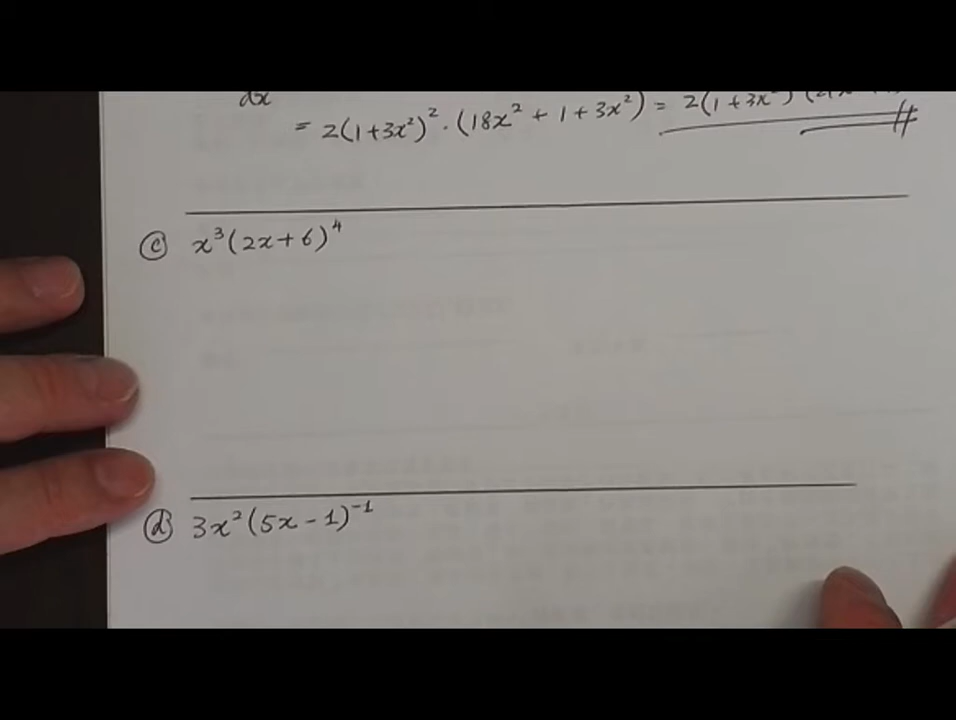 dx
= 2(1+3x²)². (18x² + 1 + 3x²) = 2(1+3x²)
ⓒ x³(2x+6)⁴
ⓓ 3x²(5x-1)⁻¹